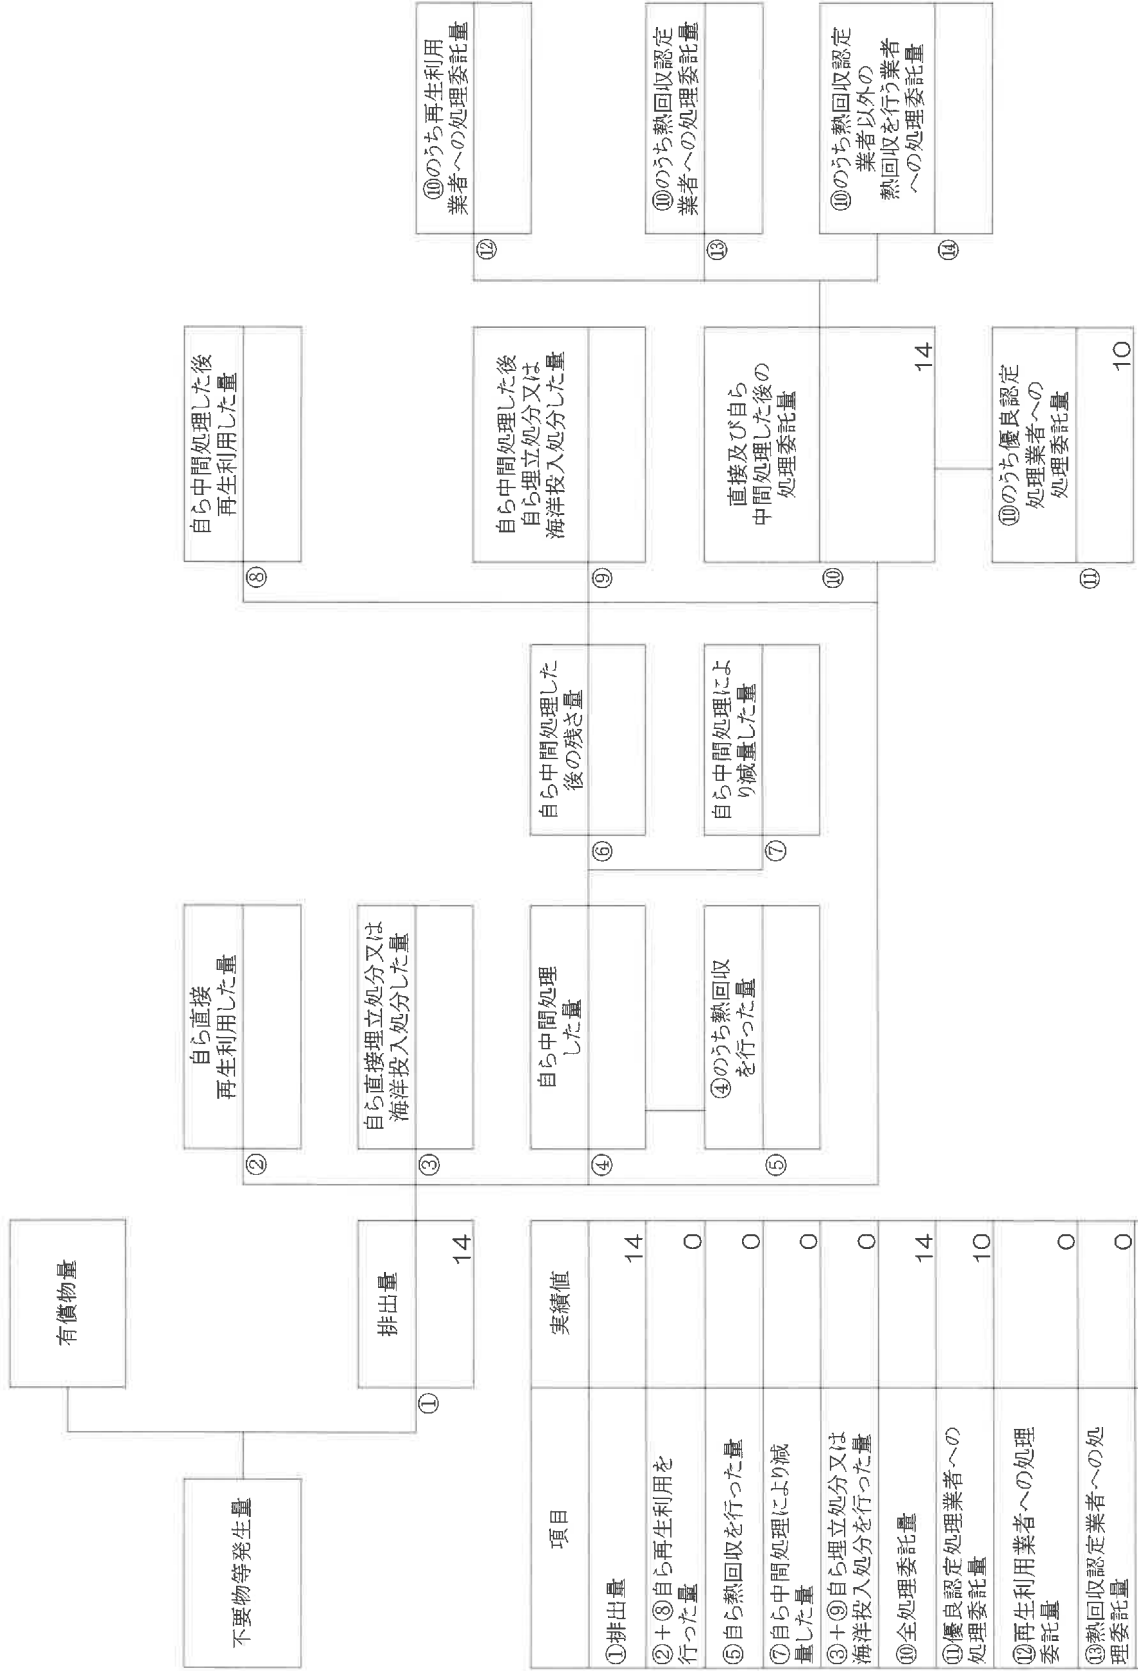 不要物等発生量
有償物量
①
排出量
14
②
自ら直接
再生利用した量
③
自ら直接埋立処分又は
海洋投入処分した量
④
自ら中間処理
した量
⑤
④のうち熱回収
を行った量
⑥
自ら中間処理した
後の残さ量
⑦
自ら中間処理によ
り減量した量
⑧
自ら中間処理した後
再生利用した量
⑨
自ら中間処理した後
自ら埋立処分又は
海洋投入処分した量
⑩
直接及び自ら
中間処理した後の
処理委託量
14
⑪
⑩のうち優良認定
処理業者への
処理委託量
10
⑫
⑩のうち再生利用
業者への処理委託量
⑬
⑩のうち熱回収認定
業者への処理委託量
⑭
⑩のうち熱回収認定
業者以外の
熱回収を行う業者
への処理委託量
項目 実績値
①排出量 14
②+⑧自ら再生利用を
行った量 0
⑤自ら熱回収を行った量 0
⑦自ら中間処理により減
量した量 0
③+⑨自ら埋立処分又は
海洋投入処分を行った量 0
⑩全処理委託量 14
⑪優良認定処理業者への
処理委託量 10
⑫再生利用業者への処理
委託量 0
⑬熱回収認定業者への処
理委託量 0